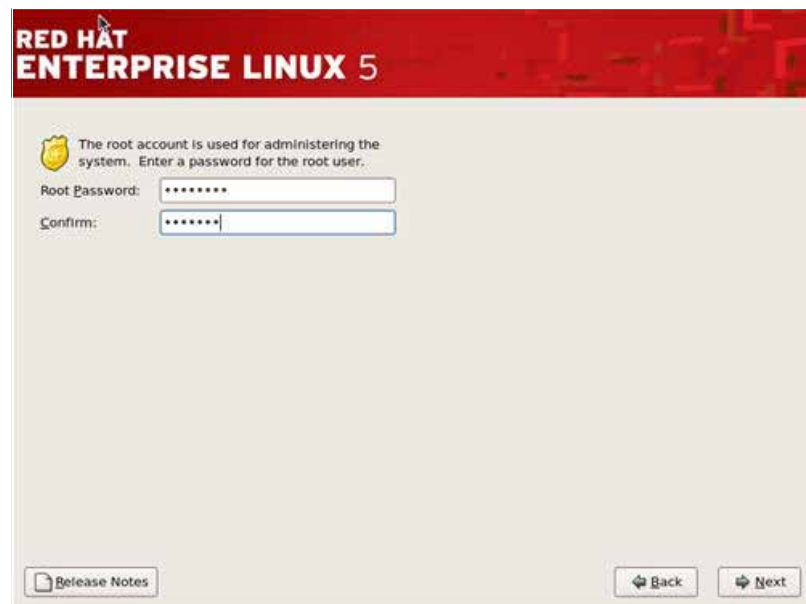 RED HAT
ENTERPRISE LINUX 5
The root account is used for administering the
system. Enter a password for the root user.
Root Password: ••••••••
Confirm: •••••••
Release Notes
Back
Next